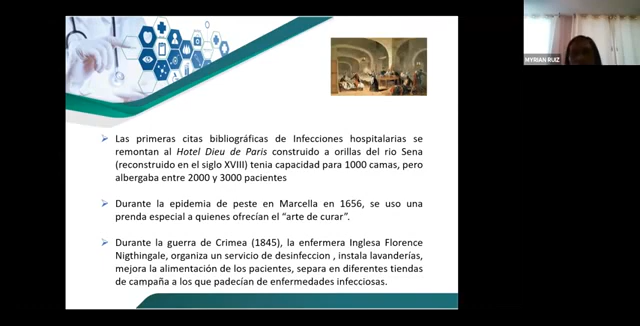 MYRIAN RUIZ
Las primeras citas bibliográficas de Infecciones hospitalarias se
remontan al Hotel Dieu de Paris construido a orillas del rio Sena
(reconstruido en el siglo XVIII) tenia capacidad para 1000 camas, pero
albergaba entre 2000 y 3000 pacientes
Durante la epidemia de peste en Marcella en 1656, se uso una
prenda especial a quienes ofrecían el “arte de curar”.
Durante la guerra de Crimea (1845), la enfermera Inglesa Florence
Nigthingale, organiza un servicio de desinfeccion , instala lavanderías,
mejora la alimentación de los pacientes, separa en diferentes tiendas
de campaña a los que padecían de enfermedades infecciosas.